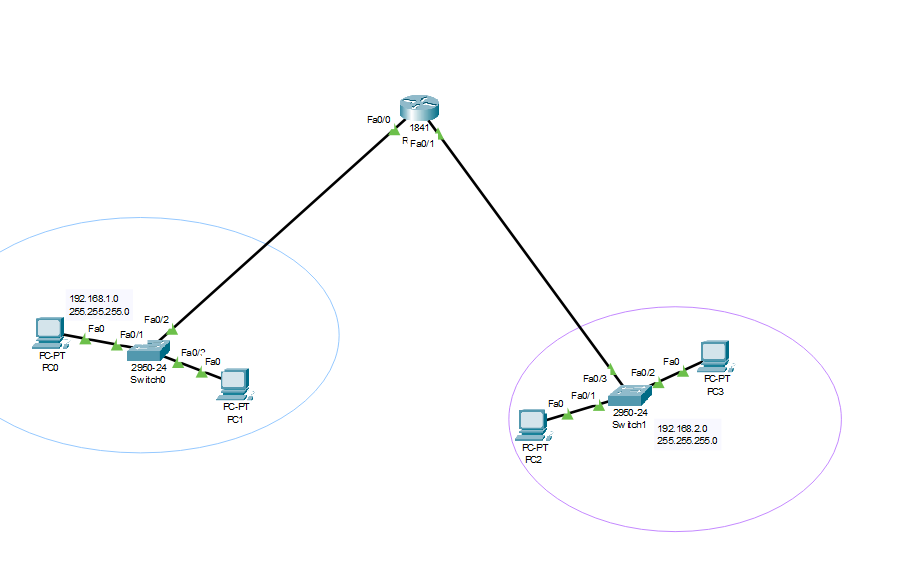 Fa0/0
1841
Fa0/1
192.168.1.0
255.255.255.0
Fa0/2
Fa0
Fa0/1
PC-PT
PC0
2950-24
Switch0
Fa0
PC-PT
PC1
Fa0/3
Fa0/2
Fa0
PC-PT
PC3
Fa0
Fa0/1
2950-24
Switch1
192.168.2.0
255.255.255.0
PC-PT
PC2